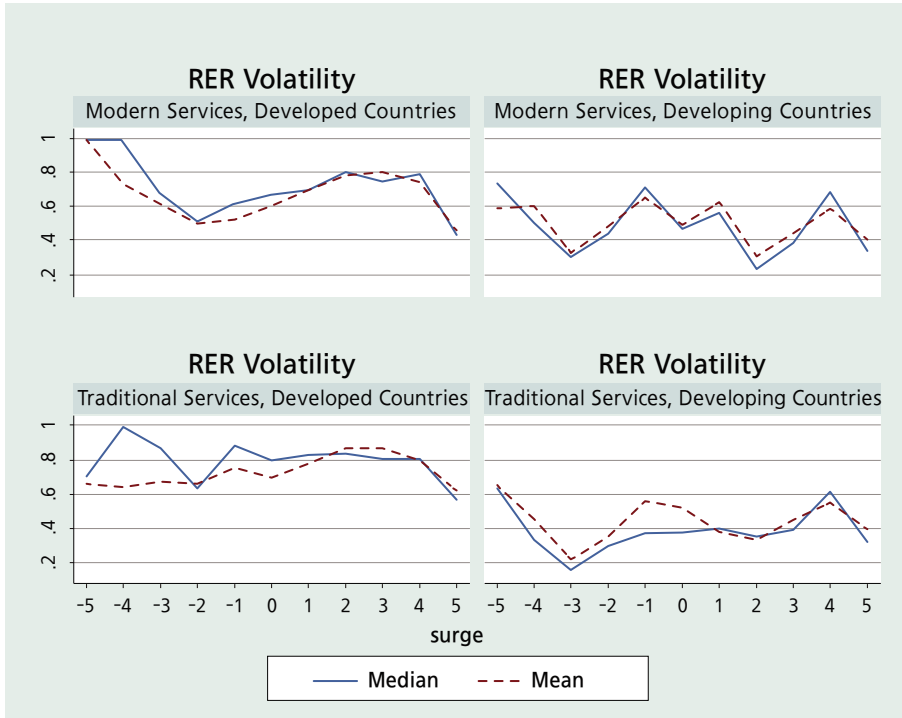 RER Volatility
Modern Services, Developed Countries
1
.8
.6
.4
.2
RER Volatility
Modern Services, Developing Countries
RER Volatility
Traditional Services, Developed Countries
1
.8
.6
.4
.2
-5 -4 -3 -2 -1 0 1 2 3 4 5
RER Volatility
Traditional Services, Developing Countries
-5 -4 -3 -2 -1 0 1 2 3 4 5
surge
Median Mean